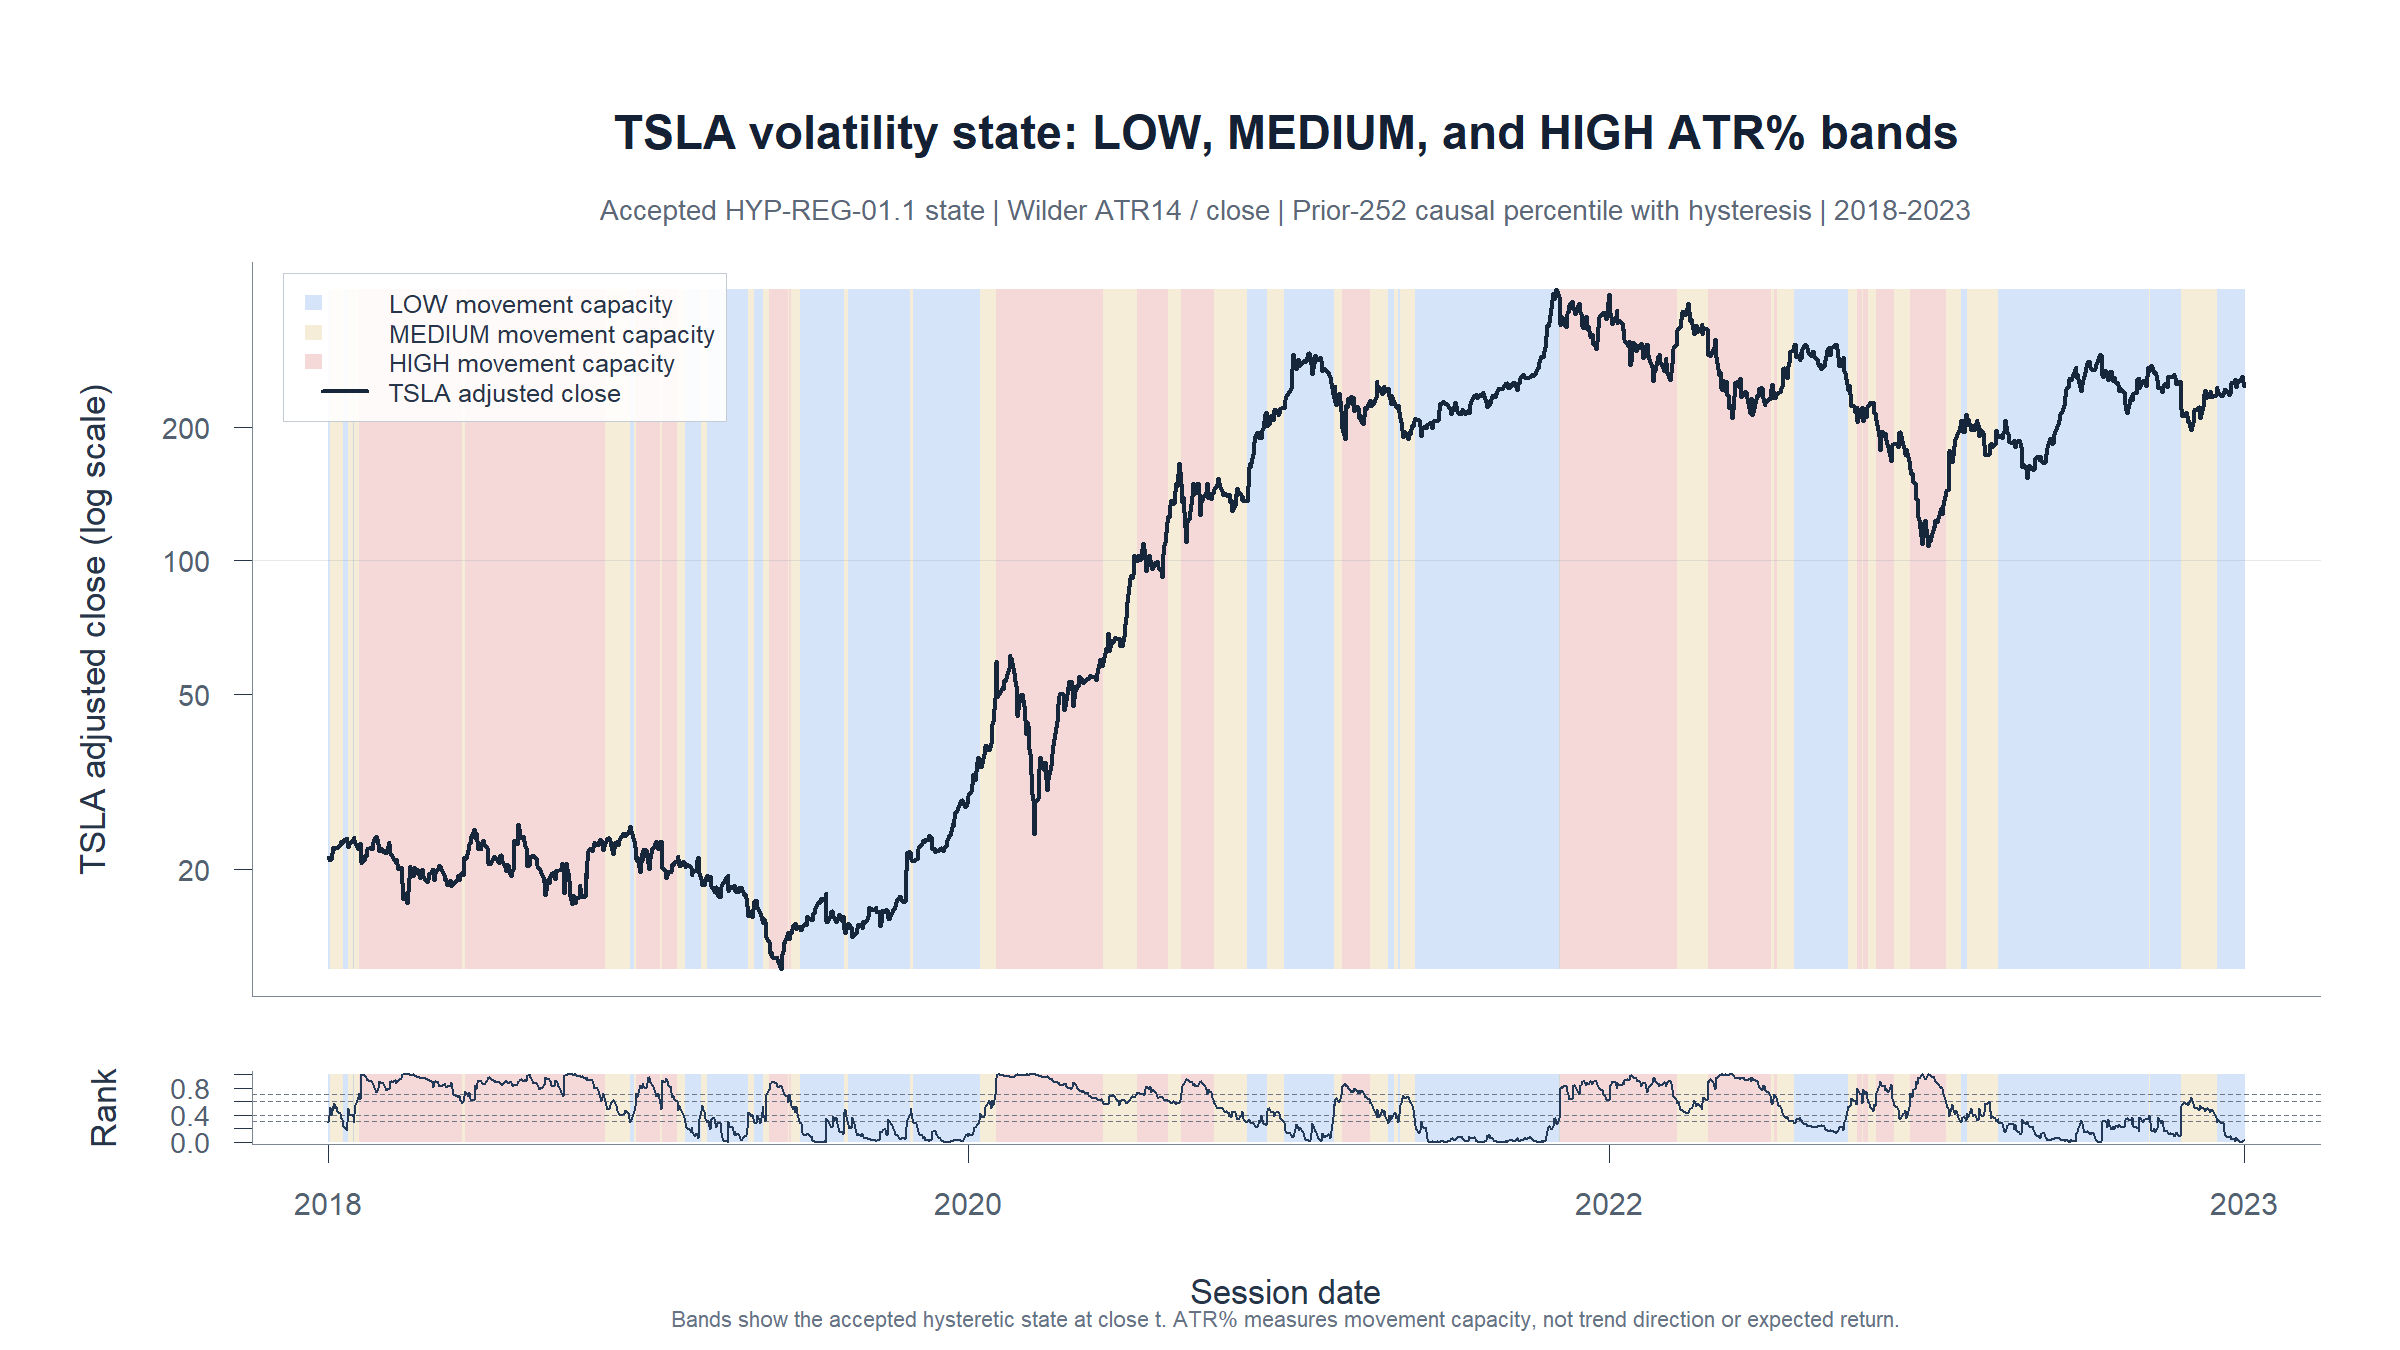 TSLA volatility state: LOW, MEDIUM, and HIGH ATR% bands
Accepted HYP-REG-01.1 state | Wilder ATR14 / close | Prior-252 causal percentile with hysteresis | 2018-2023
LOW movement capacity
MEDIUM movement capacity
HIGH movement capacity
TSLA adjusted close
TSLA adjusted close (log scale)
200
100
50
20
Rank
0.8
0.4
0.0
2018
2020
2022
2023
Session date
Bands show the accepted hysteretic state at close t. ATR% measures movement capacity, not trend direction or expected return.